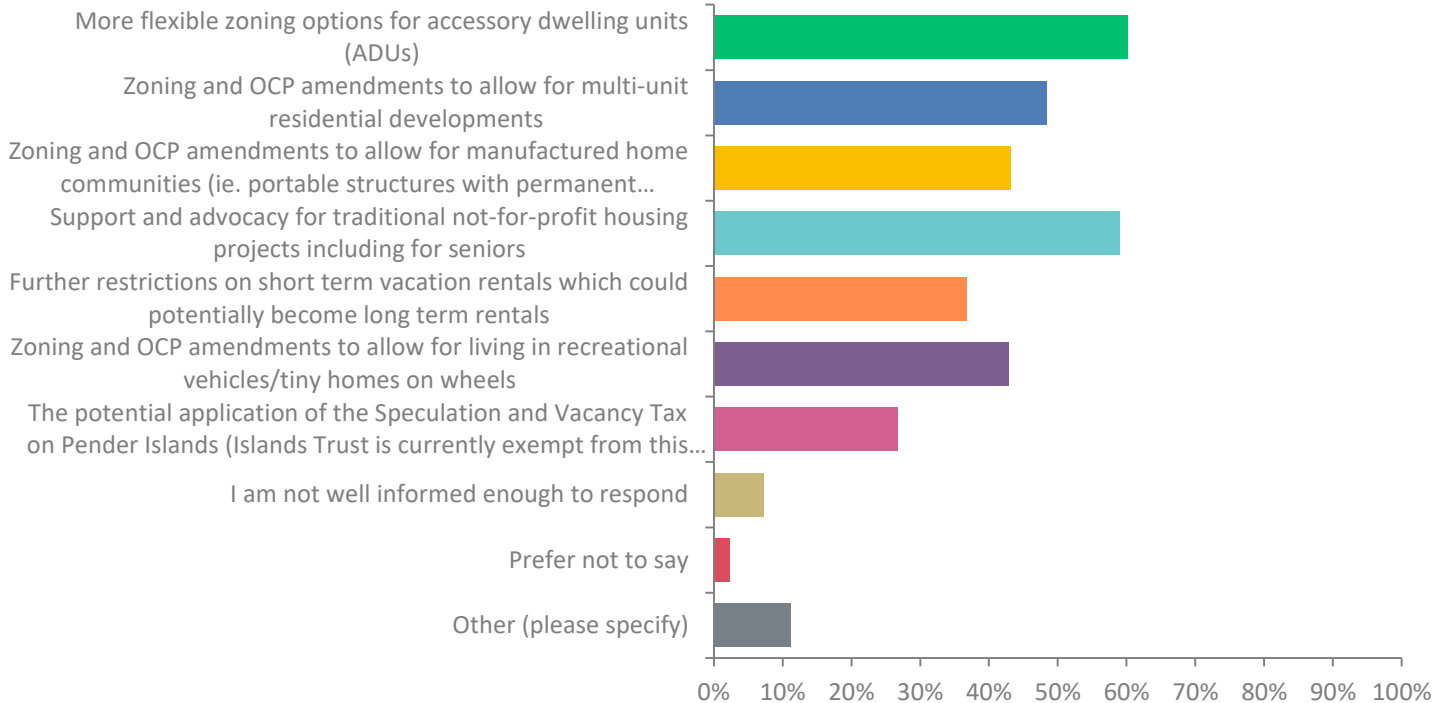 More flexible zoning options for accessory dwelling units
(ADUs)
Zoning and OCP amendments to allow for multi-unit
residential developments
Zoning and OCP amendments to allow for manufactured home
communities (ie. portable structures with permanent…
Support and advocacy for traditional not-for-profit housing
projects including for seniors
Further restrictions on short term vacation rentals which could
potentially become long term rentals
Zoning and OCP amendments to allow for living in recreational
vehicles/tiny homes on wheels
The potential application of the Speculation and Vacancy Tax
on Pender Islands (Islands Trust is currently exempt from this…
I am not well informed enough to respond
Prefer not to say
Other (please specify)
0% 10% 20% 30% 40% 50% 60% 70% 80% 90% 100%